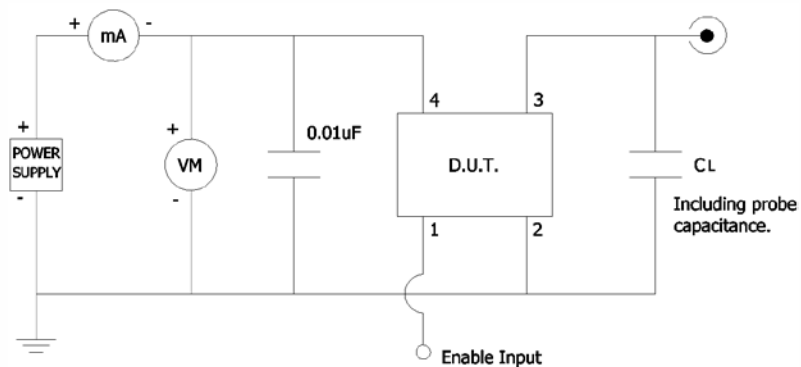 + mA -
4 3
+ 0.01uF
+
POWER
SUPPLY
VM
D.U.T.
CL
-
-
Including probe
capacitance.
1 2
Enable Input